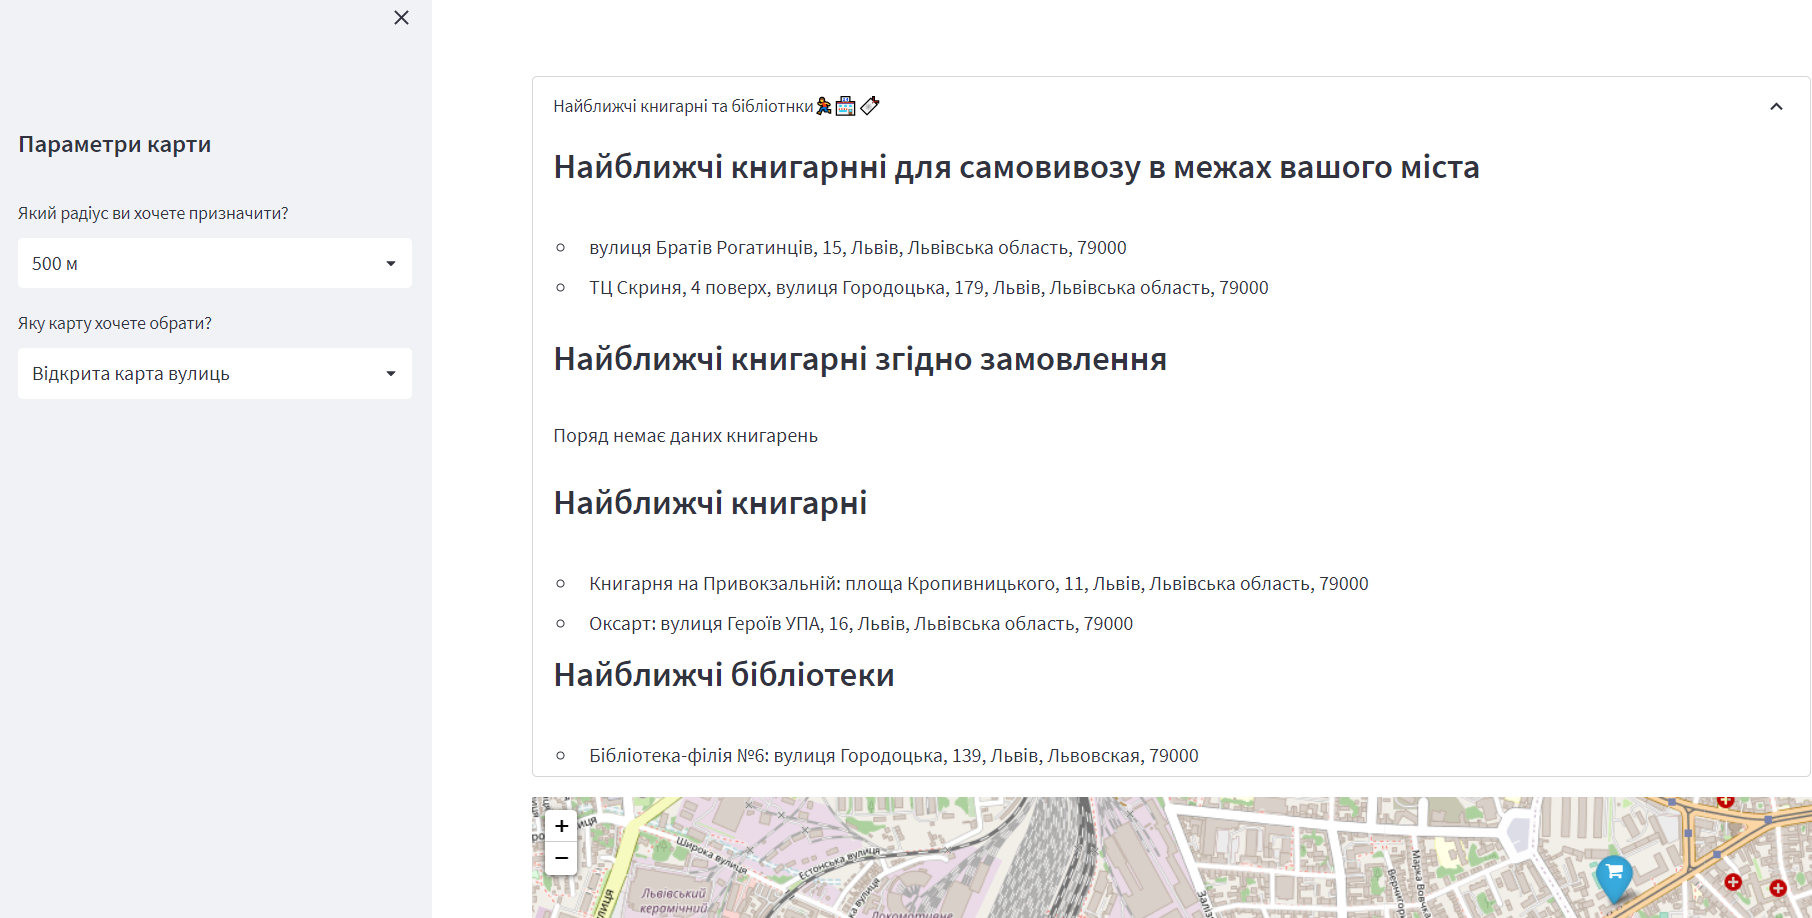 Параметри карти
Який радіус ви хочете призначити?
500 м
Яку карту хочете обрати?
Відкрита карта вулиць
Найближчі книгарні та бібліотнки
Найближчі книгарнні для самовивозу в межах вашого міста
вулиця Братів Рогатинців, 15, Львів, Львівська область, 79000
ТЦ Скриня, 4 поверх, вулиця Городоцька, 179, Львів, Львівська область, 79000
Найближчі книгарні згідно замовлення
Поряд немає даних книгарень
Найближчі книгарні
Книгарня на Привокзальній: площа Кропивницького, 11, Львів, Львівська область, 79000
Оксарт: вулиця Героїв УПА, 16, Львів, Львівська область, 79000
Найближчі бібліотеки
Бібліотека-філія №6: вулиця Городоцька, 139, Львів, Львовская, 79000
+
−
Широка вулиця
Естонська вулиця
Львівський
керамічний
Локомотивне
Марка Вовчка